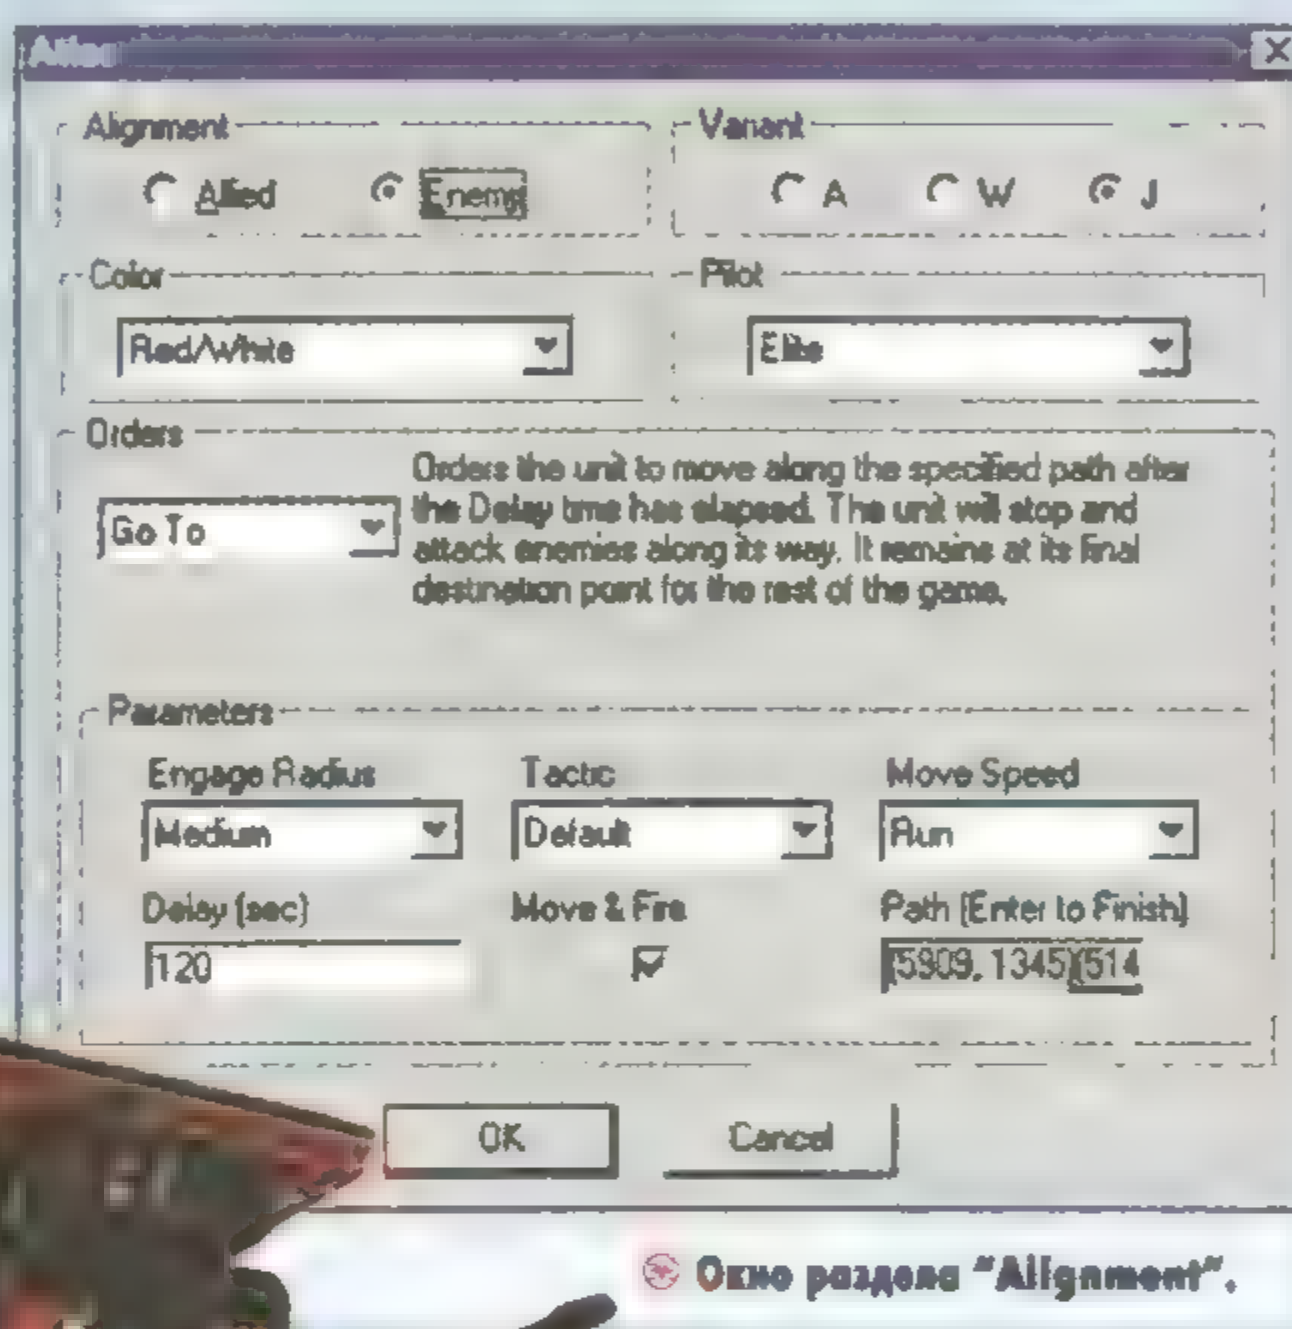 Alignment
Variant
Allied
Enemy
A
W
J
Color
Pilot
Red/White
Elite
Orders
Go To
Orders the unit to move along the specified path after
the Delay time has elapsed. The unit will stop and
attack enemies along its way. It remains at its final
destination point for the rest of the game.
Parameters
Engage Radius
Tactic
Move Speed
Medium
Default
Run
Delay (sec)
Move & Fire
Path (Enter to Finish)
120
(5909, 1345)(514
OK
Cancel
Окно раздела "Alignment".